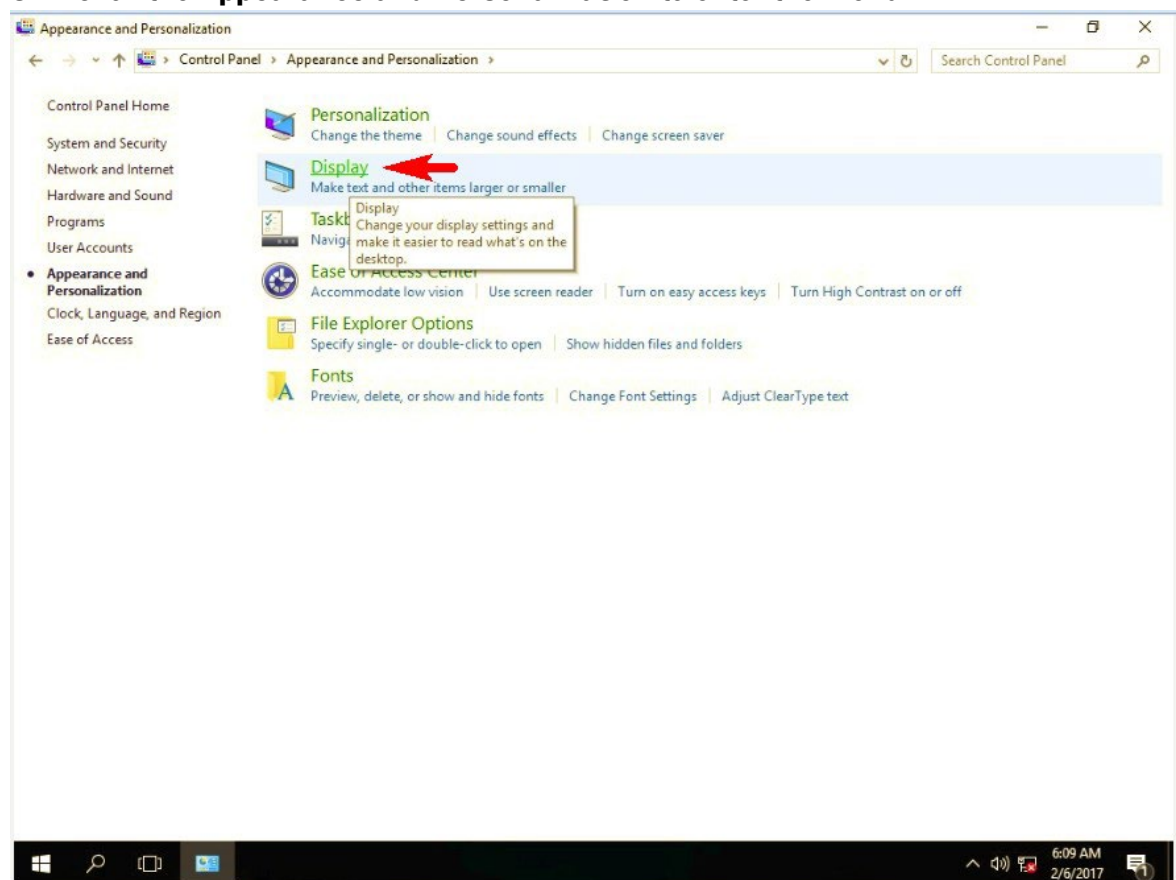 Appearance and Personalization
Control Panel > Appearance and Personalization >
Search Control Panel
Control Panel Home
System and Security
Network and Internet
Hardware and Sound
Programs
User Accounts
Appearance and
Personalization
Clock, Language, and Region
Ease of Access
Personalization
Change the theme | Change sound effects | Change screen saver
Display
Make text and other items larger or smaller
Display
Change your display settings and
make it easier to read what's on the
desktop.
Ease of Access Center
Accommodate low vision | Use screen reader | Turn on easy access keys | Turn High Contrast on or off
File Explorer Options
Specify single- or double-click to open | Show hidden files and folders
Fonts
Preview, delete, or show and hide fonts | Change Font Settings | Adjust ClearType text
6:09 AM
2/6/2017
1